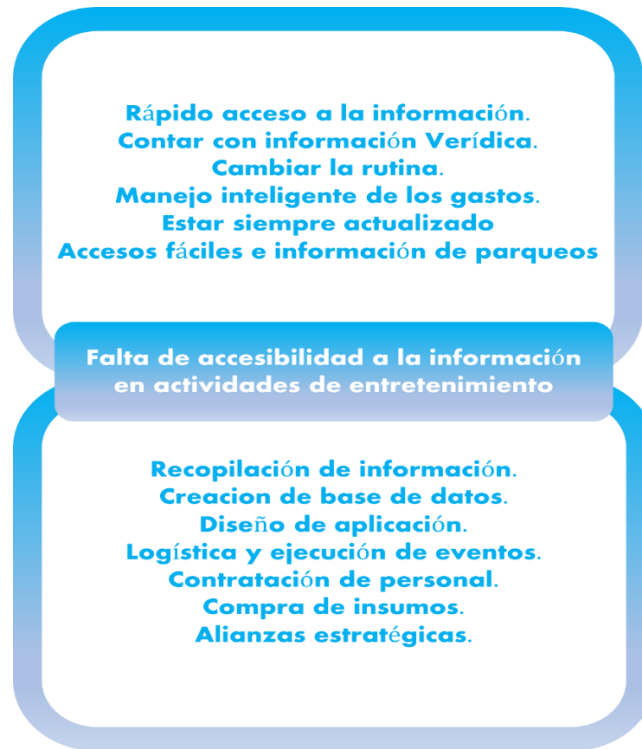 Rápido acceso a la información.
Contar con información Verídica.
Cambiar la rutina.
Manejo inteligente de los gastos.
Estar siempre actualizado
Accesos fáciles e información de parqueos
Falta de accesibilidad a la información
en actividades de entretenimiento
Recopilación de información.
Creacion de base de datos.
Diseño de aplicación.
Logística y ejecución de eventos.
Contratación de personal.
Compra de insumos.
Alianzas estratégicas.